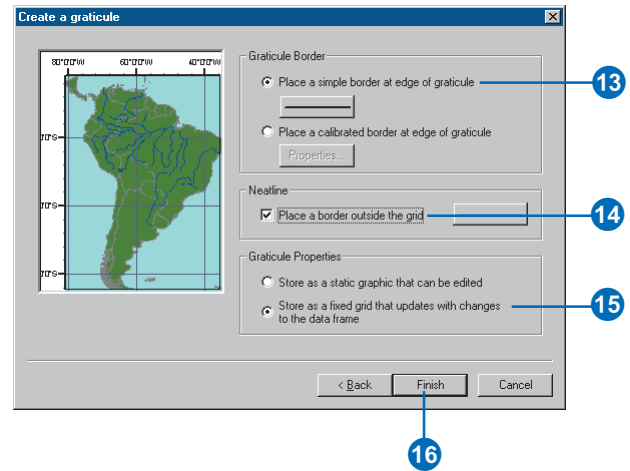 Create a graticule
80°0'0"W 60°0'0"W 40°0'0"W
Graticule Border
Place a simple border at edge of graticule
13
Place a calibrated border at edge of graticule
Properties...
Neatline
Place a border outside the grid
14
Graticule Properties
Store as a static graphic that can be edited
Store as a fixed grid that updates with changes
to the data frame
15
< Back Finish Cancel
16